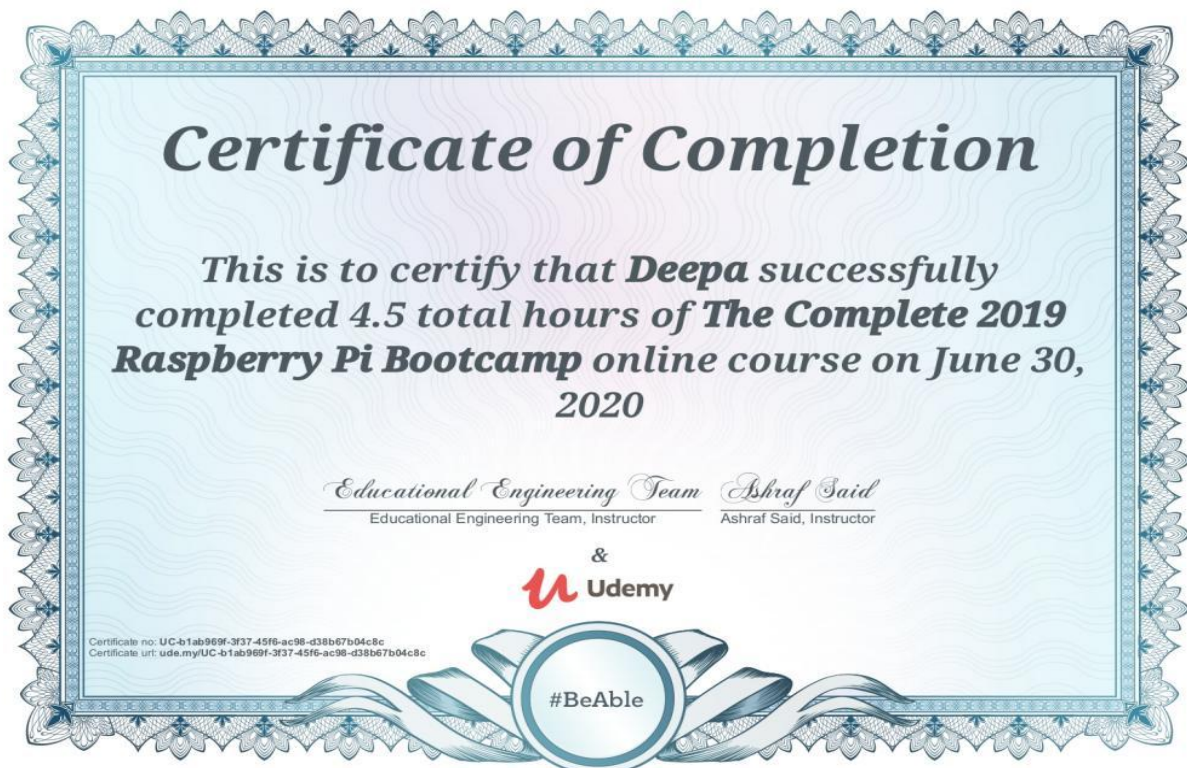 Certificate of Completion
This is to certify that Deepa successfully
completed 4.5 total hours of The Complete 2019
Raspberry Pi Bootcamp online course on June 30,
2020
Educational Engineering Team Ashraf Said
Educational Engineering Team, Instructor Ashraf Said, Instructor
&
Udemy
Certificate no: UC-b1ab969f-3f37-45f6-ac98-d38b67b04c8c
Certificate url: ude.my/UC-b1ab969f-3f37-45f6-ac98-d38b67b04c8c
#BeAble